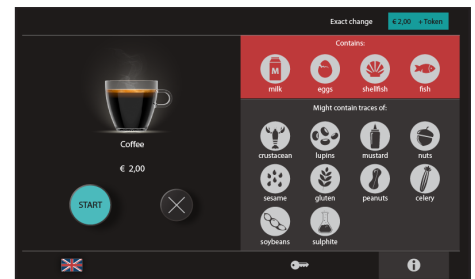 Exact change
€ 2,00 + Token
Coffee
€ 2,00
START
Contains:
M
milk
eggs
shellfish
fish
Might contain traces of:
crustacean
lupins
mustard
nuts
sesame
gluten
peanuts
celery
soybeans
sulphite